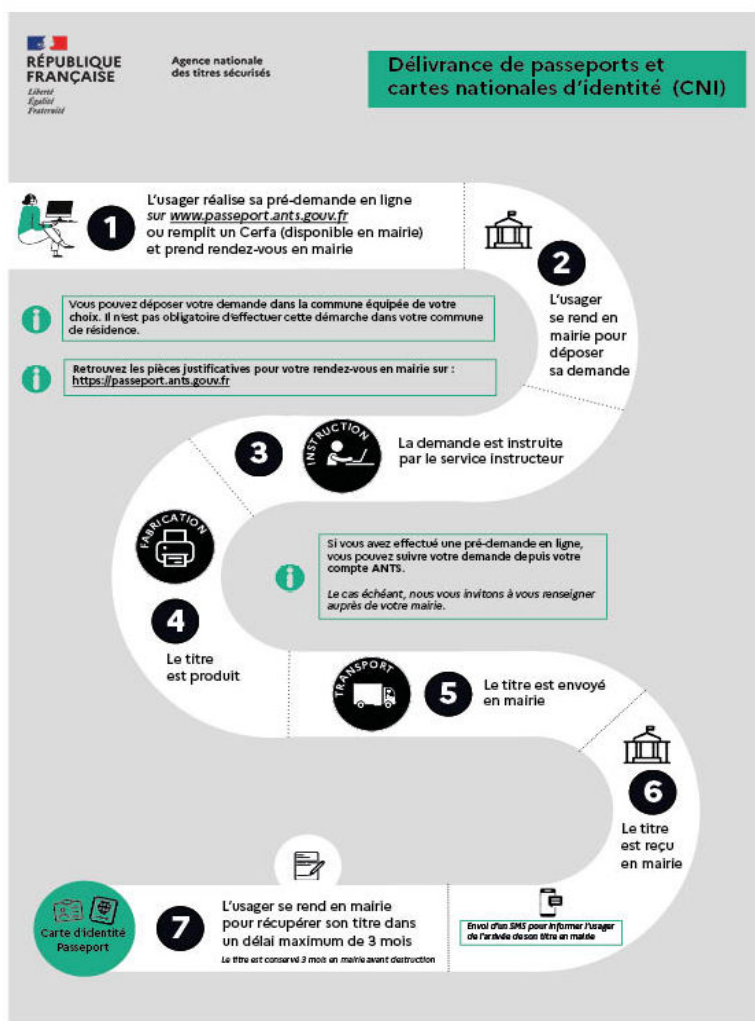 RÉPUBLIQUE
FRANÇAISE
Liberté
Égalité
Fraternité
Agence nationale
des titres sécurisés
Délivrance de passeports et
cartes nationales d'identité (CNI)
1
L'usager réalise sa pré-demande en ligne
sur www.passeport.ants.gouv.fr
ou remplit un Cerfa (disponible en mairie)
et prend rendez-vous en mairie
2
L'usager
se rend en
mairie pour
déposer
sa demande
Vous pouvez déposer votre demande dans la commune équipée de votre
choix. Il n'est pas obligatoire d'effectuer cette démarche dans votre commune
de résidence.
Retrouvez les pièces justificatives pour votre rendez-vous en mairie sur :
https://passeport.ants.gouv.fr
3
INSTRUCTION
La demande est instruite
par le service instructeur
FABRICATION
4
Le titre
est produit
Si vous avez effectué une pré-demande en ligne,
vous pouvez suivre votre demande depuis votre
compte ANTS.
Le cas échéant, nous vous invitons à vous renseigner
auprès de votre mairie.
TRANSPORT
5
Le titre est envoyé
en mairie
6
Le titre
est reçu
en mairie
Envoi d'un SMS pour informer l'usager
de l'arrivée de son titre en mairie
7
L'usager se rend en mairie
pour récupérer son titre dans
un délai maximum de 3 mois
Le titre est conservé 3 mois en mairie avant destruction
Carte d'identité
Passeport